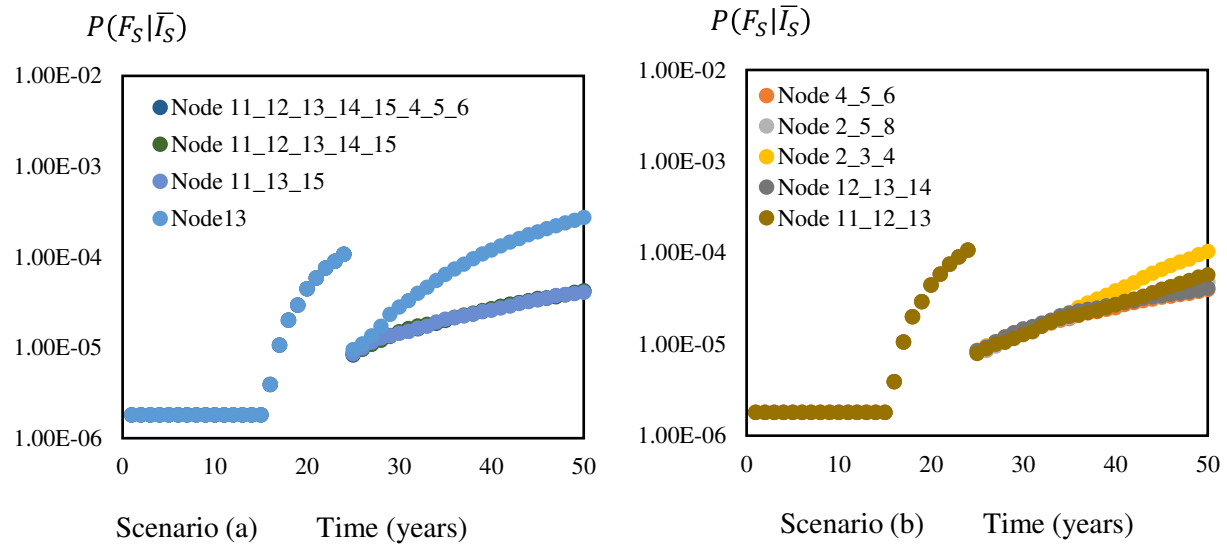 P(F_S|\overline{I_S})
1.00E-02
1.00E-03
1.00E-04
1.00E-05
1.00E-06
Node 11_12_13_14_15_4_5_6
Node 11_12_13_14_15
Node 11_13_15
Node13
0 10 20 30 40 50
Scenario (a) Time (years)
P(F_S|\overline{I_S})
1.00E-02
1.00E-03
1.00E-04
1.00E-05
1.00E-06
Node 4_5_6
Node 2_5_8
Node 2_3_4
Node 12_13_14
Node 11_12_13
0 10 20 30 40 50
Scenario (b) Time (years)